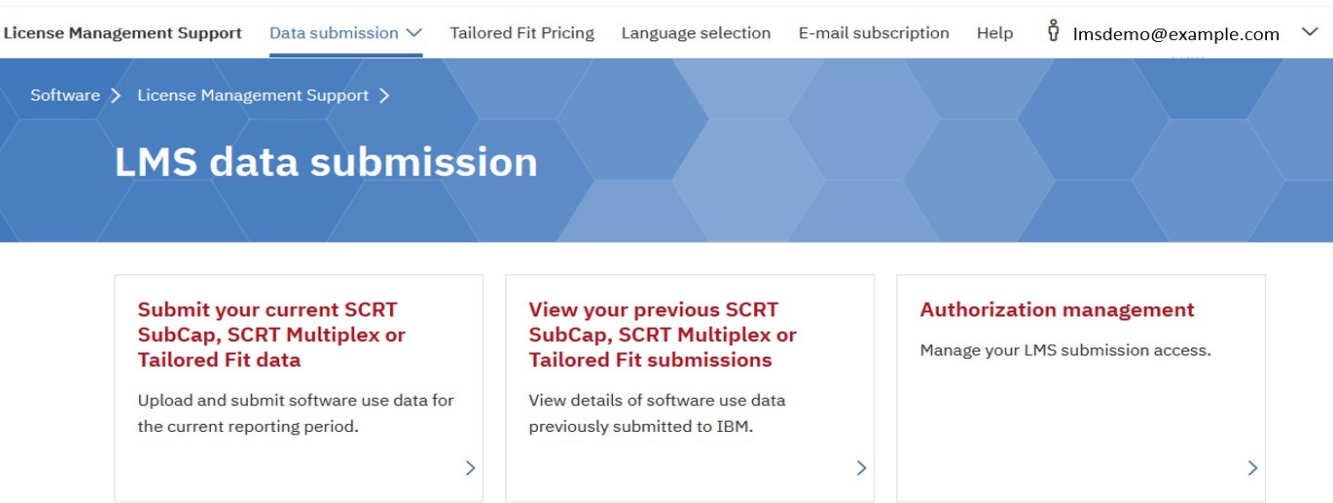 License Management Support Data submission Tailored Fit Pricing Language selection E-mail subscription Help lmsdemo@example.com
Software > License Management Support >
LMS data submission
Submit your current SCRT
SubCap, SCRT Multiplex or
Tailored Fit data
Upload and submit software use data for
the current reporting period.
View your previous SCRT
SubCap, SCRT Multiplex or
Tailored Fit submissions
View details of software use data
previously submitted to IBM.
Authorization management
Manage your LMS submission access.